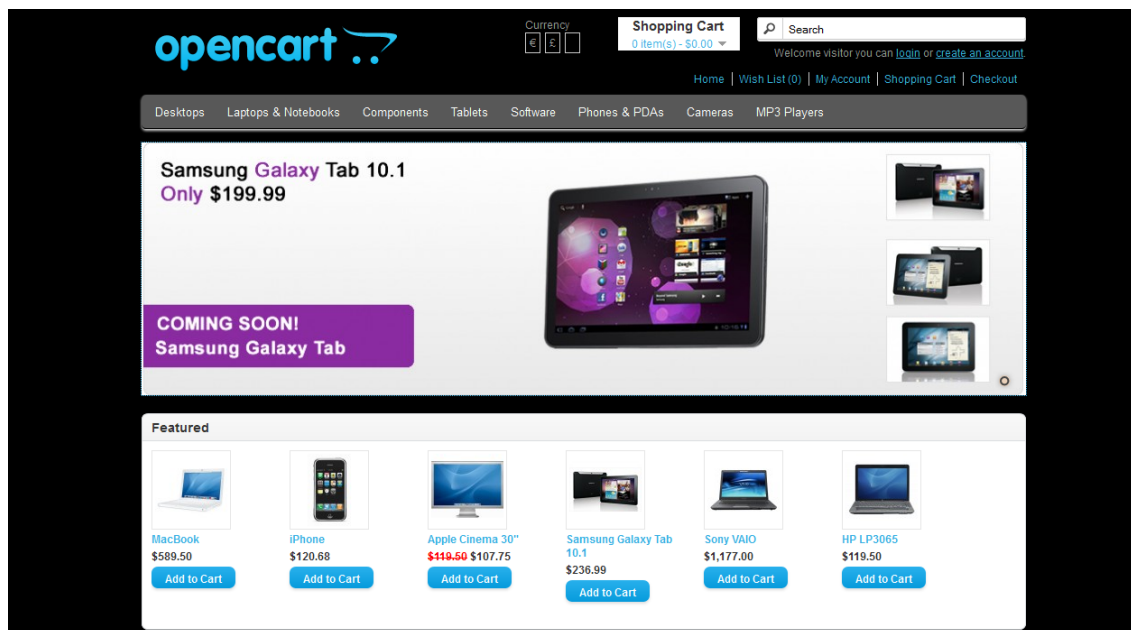 opencart
Currency
€ £
Shopping Cart
0 item(s) - $0.00
Search
Welcome visitor you can login or create an account.
Home Wish List (0) My Account Shopping Cart Checkout
Desktops Laptops & Notebooks Components Tablets Software Phones & PDAs Cameras MP3 Players
Samsung Galaxy Tab 10.1
Only $199.99
COMING SOON!
Samsung Galaxy Tab
Featured
MacBook
$589.50
Add to Cart
iPhone
$120.68
Add to Cart
Apple Cinema 30"
$119.50 $107.75
Add to Cart
Samsung Galaxy Tab
10.1
$236.99
Add to Cart
Sony VAIO
$1,177.00
Add to Cart
HP LP3065
$119.50
Add to Cart